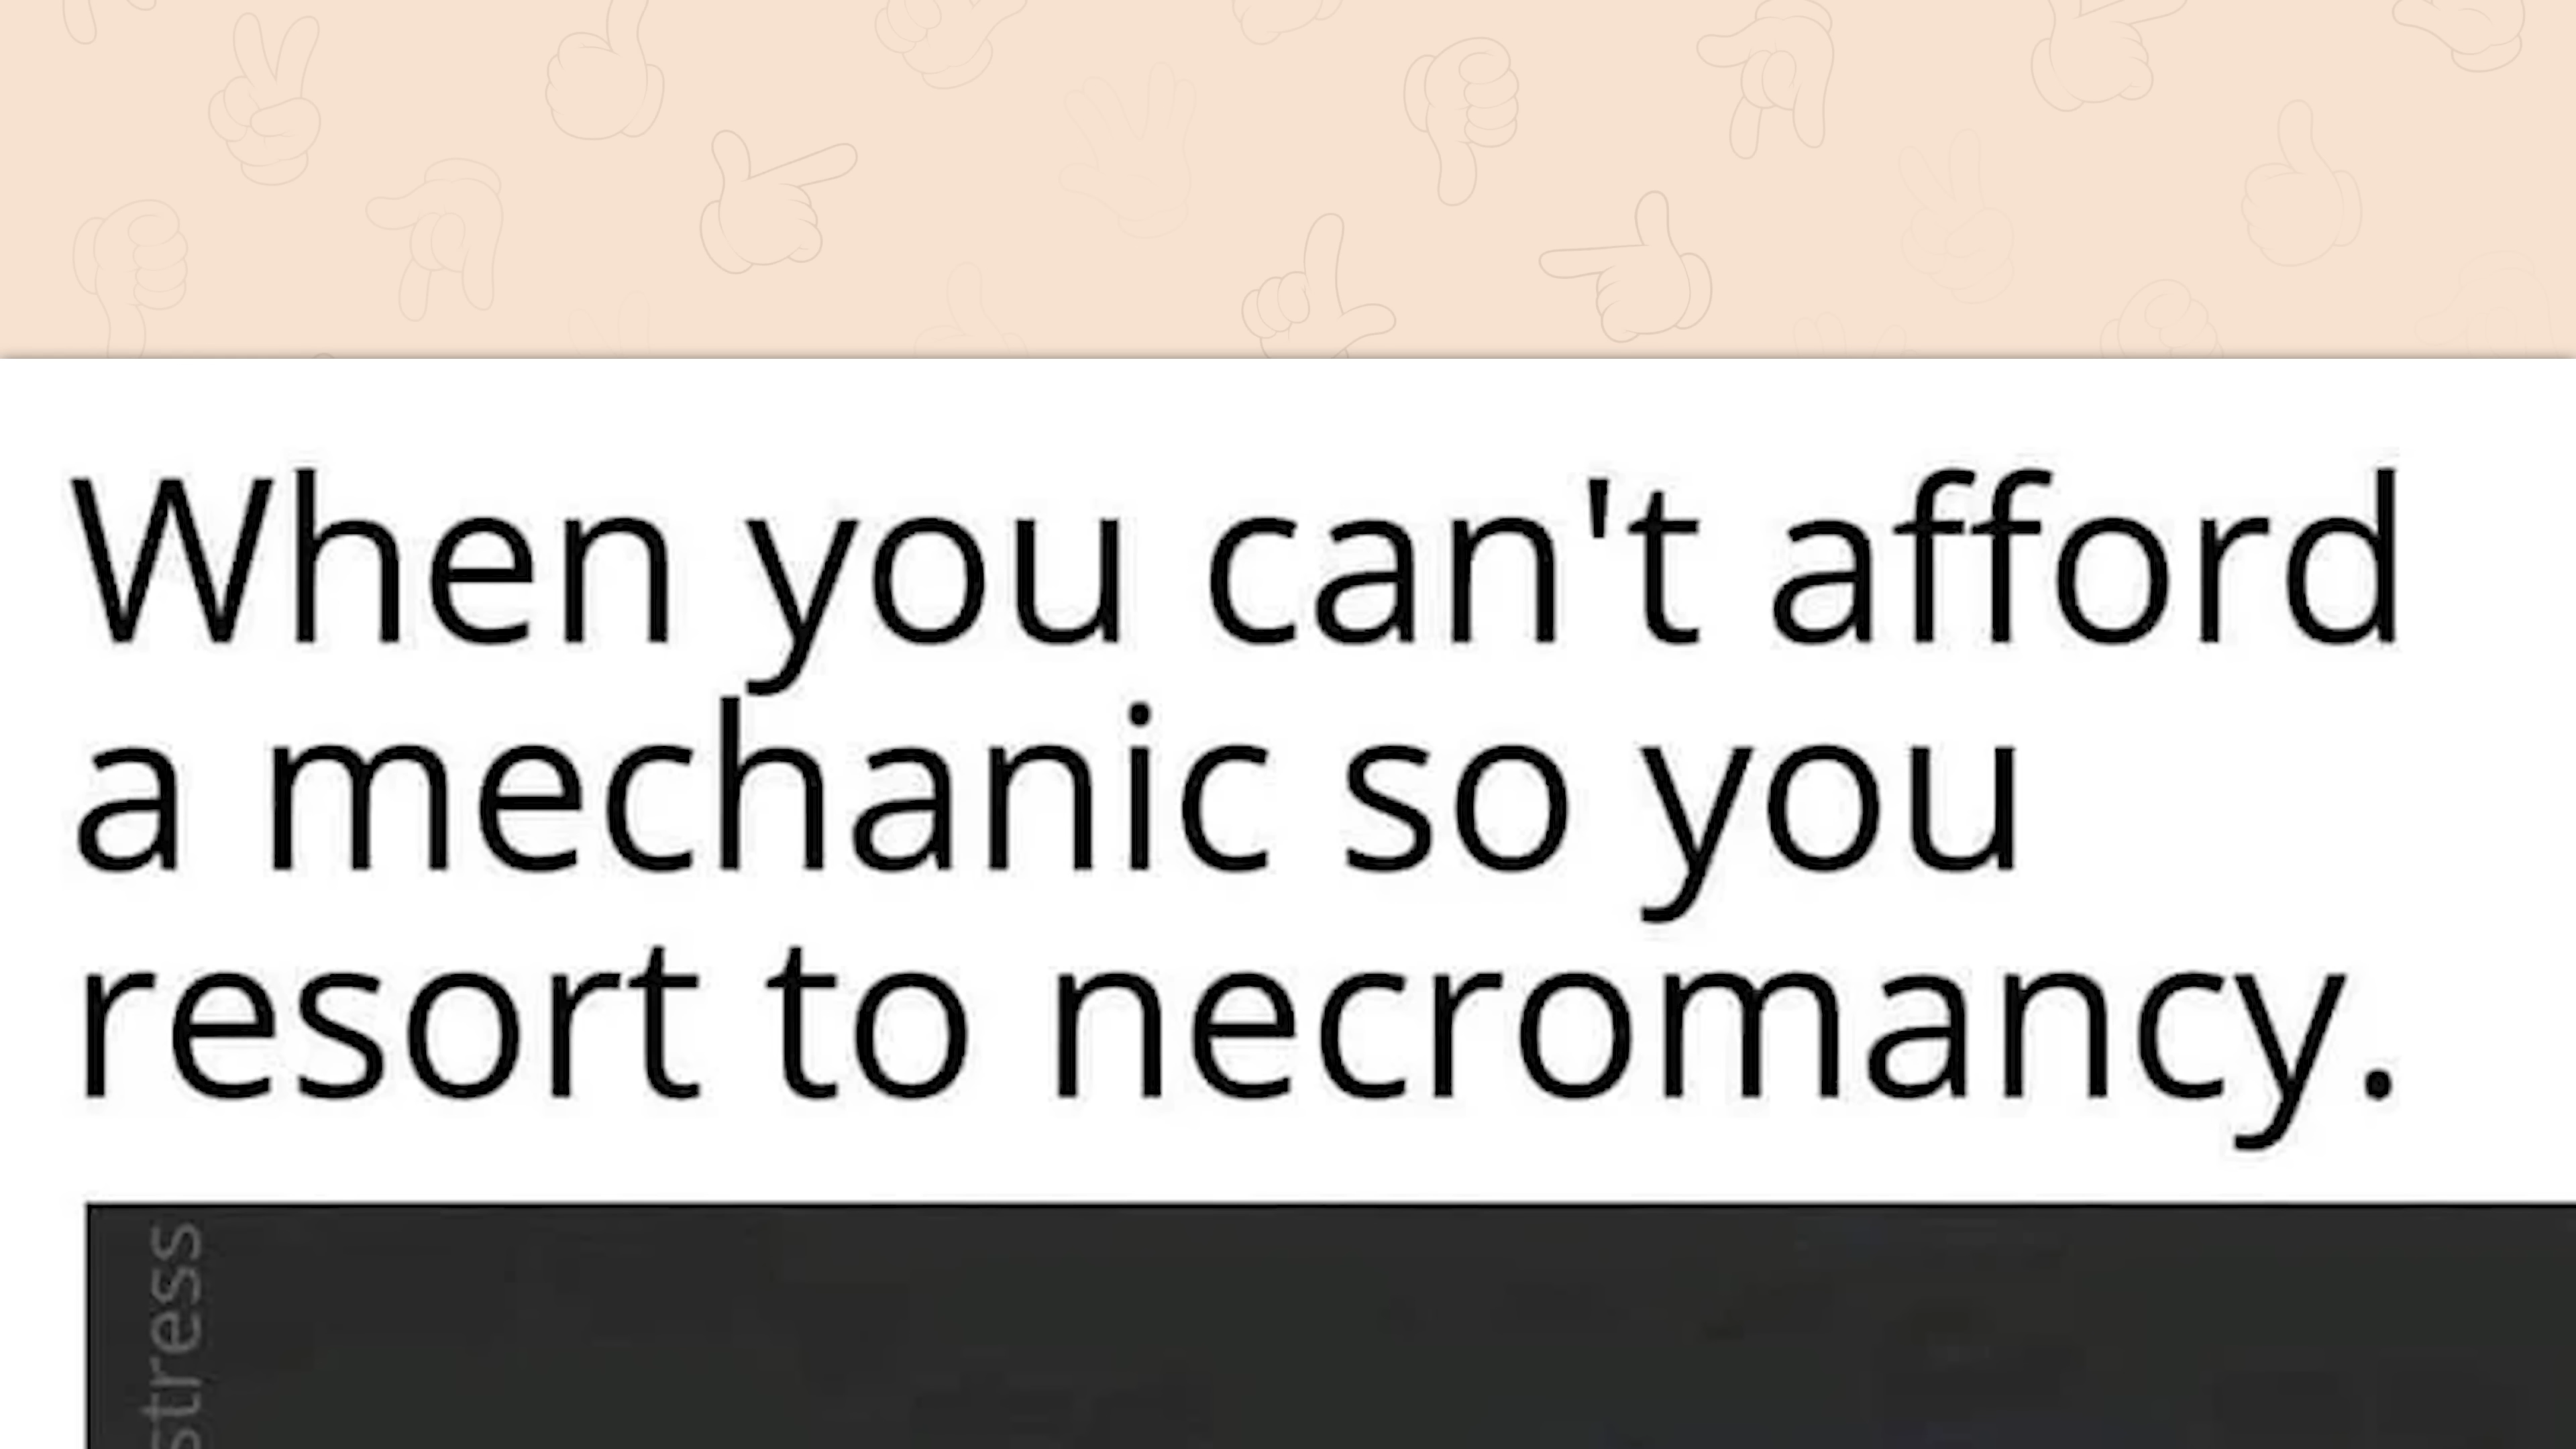 When you can't afford
a mechanic so you
resort to necromancy.
stress